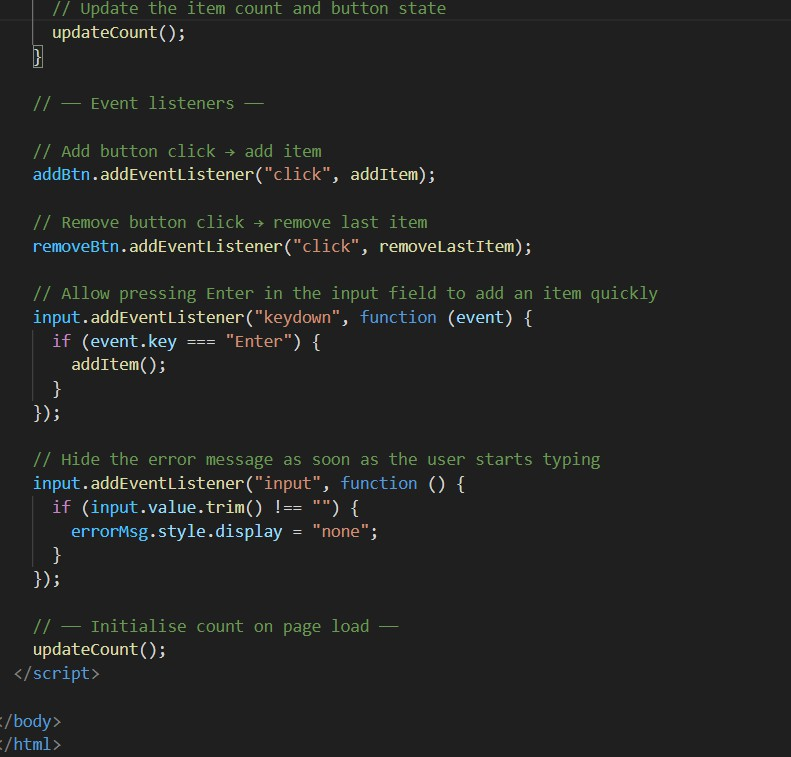 // Update the item count and button state
updateCount();
}
// —— Event listeners ——
// Add button click → add item
addBtn.addEventListener("click", addItem);
// Remove button click → remove last item
removeBtn.addEventListener("click", removeLastItem);
// Allow pressing Enter in the input field to add an item quickly
input.addEventListener("keydown", function (event) {
if (event.key === "Enter") {
addItem();
}
});
// Hide the error message as soon as the user starts typing
input.addEventListener("input", function () {
if (input.value.trim() !== "") {
errorMsg.style.display = "none";
}
});
// —— Initialise count on page load ——
updateCount();
</script>
</body>
</html>